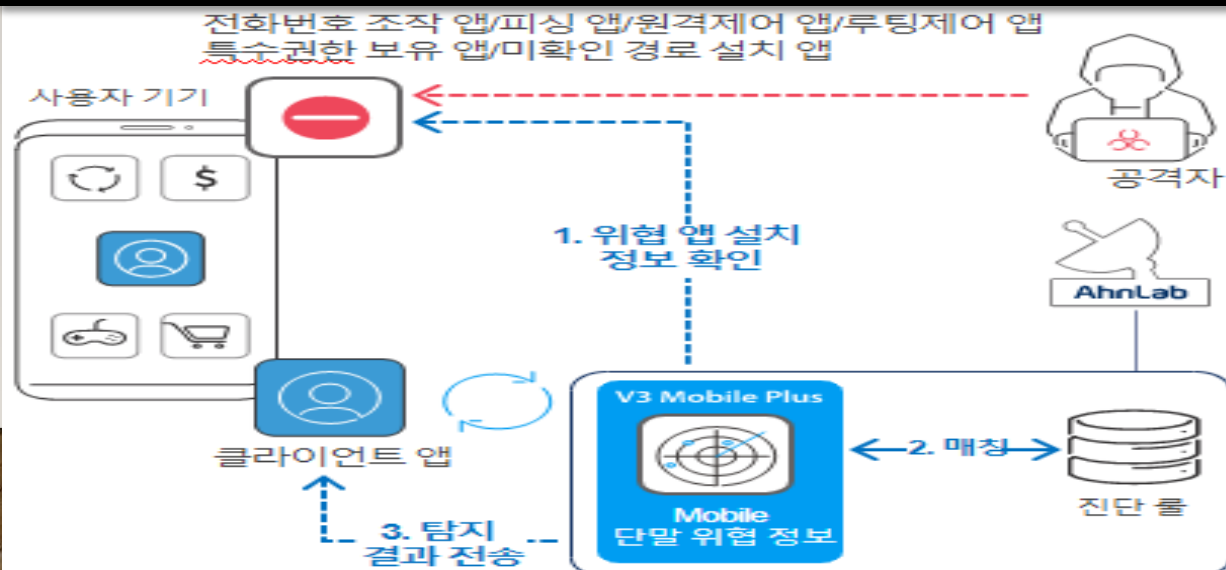 전화번호 조작 앱/피싱 앱/원격제어 앱/루팅제어 앱
특수권한 보유 앱/미확인 경로 설치 앱
사용자 기기
$
공격자
1. 위협 앱 설치
정보 확인
AhnLab
V3 Mobile Plus
2. 매칭
클라이언트 앱
진단 룰
Mobile
단말 위협 정보
3. 탐지
결과 전송